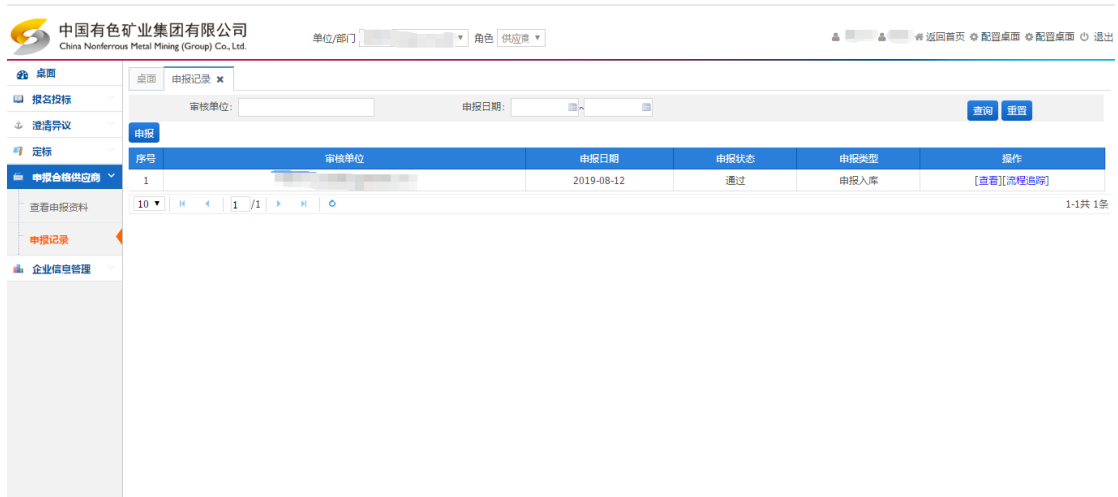 中国有色矿业集团有限公司
China Nonferrous Metal Mining (Group) Co., Ltd.
单位/部门 角色 供应商
返回首页 配置桌面 配置桌面 退出
桌面
报名投标
澄清异议
定标
申报合格供应商
查看申报资料
申报记录
企业信息管理
桌面 申报记录
审核单位: 申报日期: ~ 查询 重置
申报
序号 审核单位 申报日期 申报状态 申报类型 操作
1 2019-08-12 通过 申报入库 [查看][流程追踪]
10 1 /1 1-1共 1条